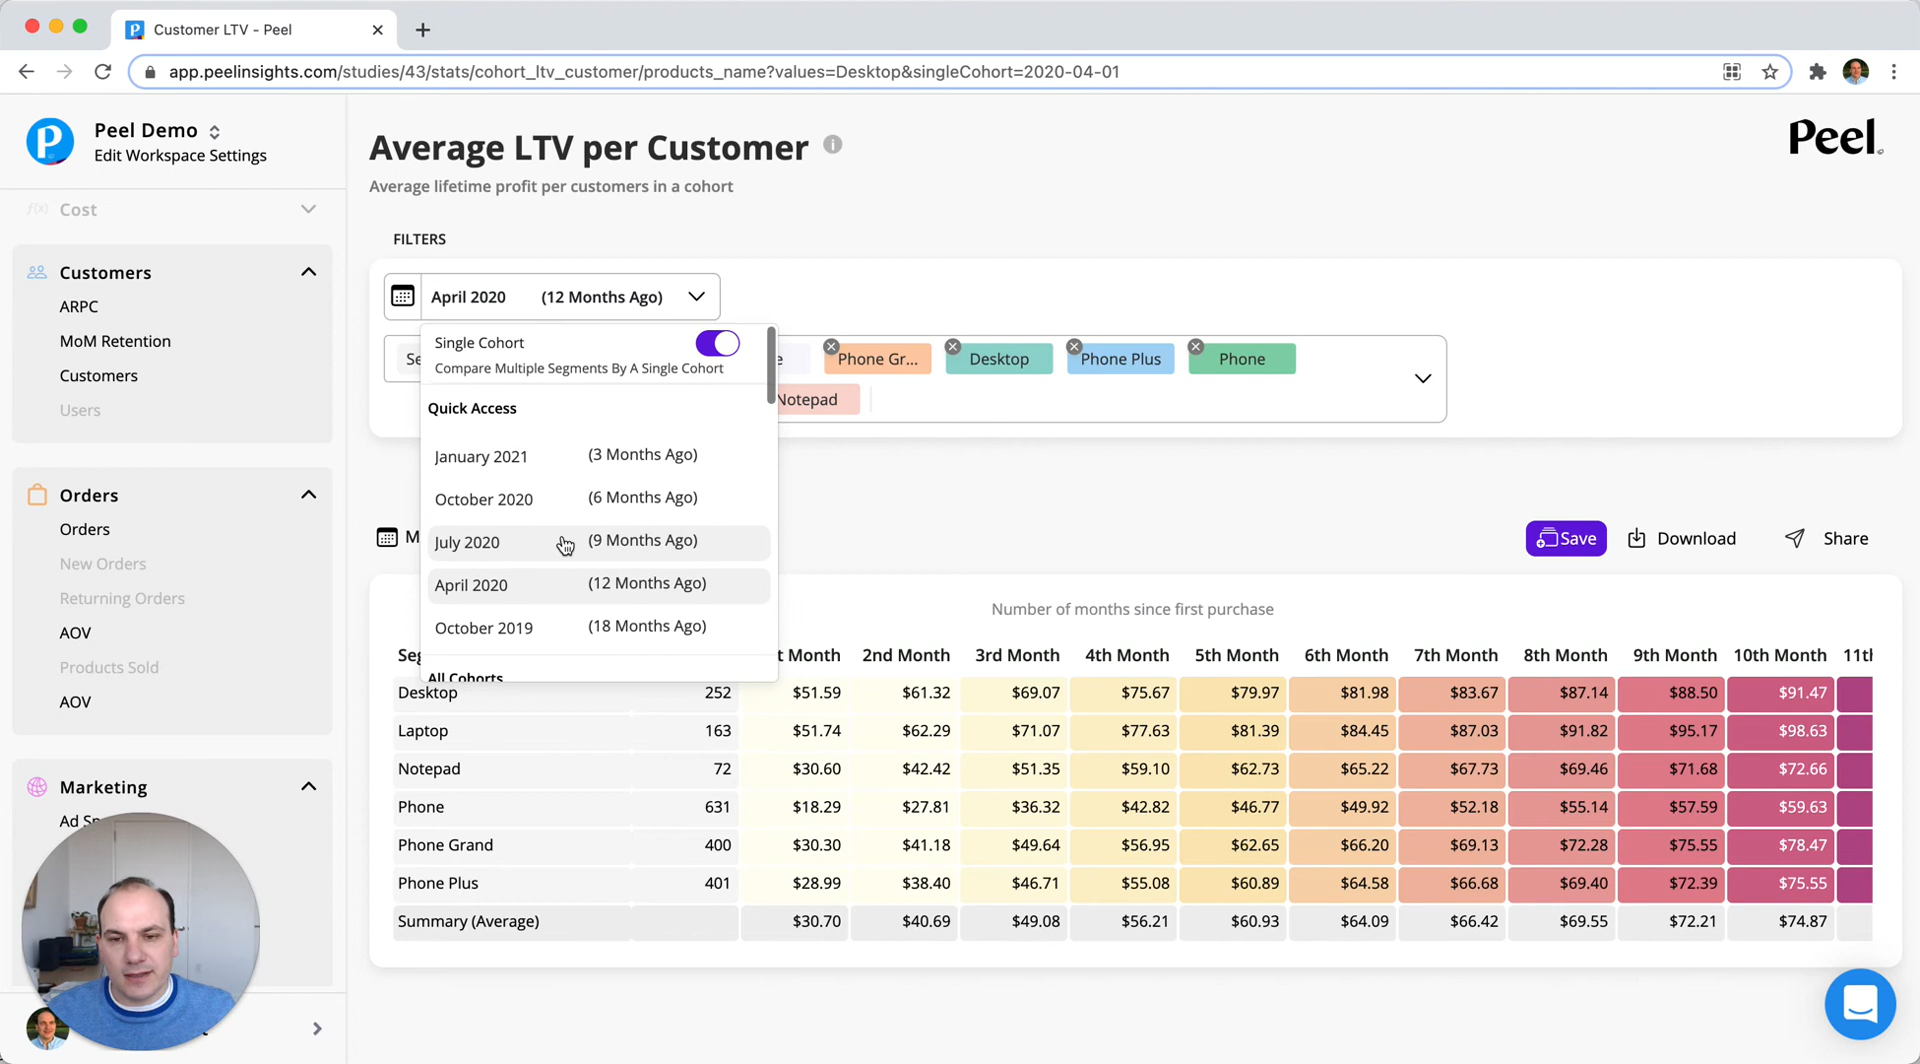 Customer LTV - Peel
app.peelinsights.com/studies/43/stats/cohort_ltv_customer/products_name?values=Desktop&singleCohort=2020-04-01
Peel Demo
Edit Workspace Settings
f(x) Cost
Customers
ARPC
MoM Retention
Customers
Users
Orders
Orders
New Orders
Returning Orders
AOV
Products Sold
AOV
Marketing
Average LTV per Customer
Average lifetime profit per customers in a cohort
Peel
FILTERS
April 2020 (12 Months Ago)
Phone Gr... Desktop Phone Plus Phone
Notepad
Single Cohort
Compare Multiple Segments By A Single Cohort
Quick Access
January 2021 (3 Months Ago)
October 2020 (6 Months Ago)
July 2020 (9 Months Ago)
April 2020 (12 Months Ago)
October 2019 (18 Months Ago)
All Cohorts
Save Download Share
Number of months since first purchase
Month 2nd Month 3rd Month 4th Month 5th Month 6th Month 7th Month 8th Month 9th Month 10th Month 11th
Desktop 252 $51.59 $61.32 $69.07 $75.67 $79.97 $81.98 $83.67 $87.14 $88.50 $91.47
Laptop 163 $51.74 $62.29 $71.07 $77.63 $81.39 $84.45 $87.03 $91.82 $95.17 $98.63
Notepad 72 $30.60 $42.42 $51.35 $59.10 $62.73 $65.22 $67.73 $69.46 $71.68 $72.66
Phone 631 $18.29 $27.81 $36.32 $42.82 $46.77 $49.92 $52.18 $55.14 $57.59 $59.63
Phone Grand 400 $30.30 $41.18 $49.64 $56.95 $62.65 $66.20 $69.13 $72.28 $75.55 $78.47
Phone Plus 401 $28.99 $38.40 $46.71 $55.08 $60.89 $64.58 $66.68 $69.40 $72.39 $75.55
Summary (Average) $30.70 $40.69 $49.08 $56.21 $60.93 $64.09 $66.42 $69.55 $72.21 $74.87